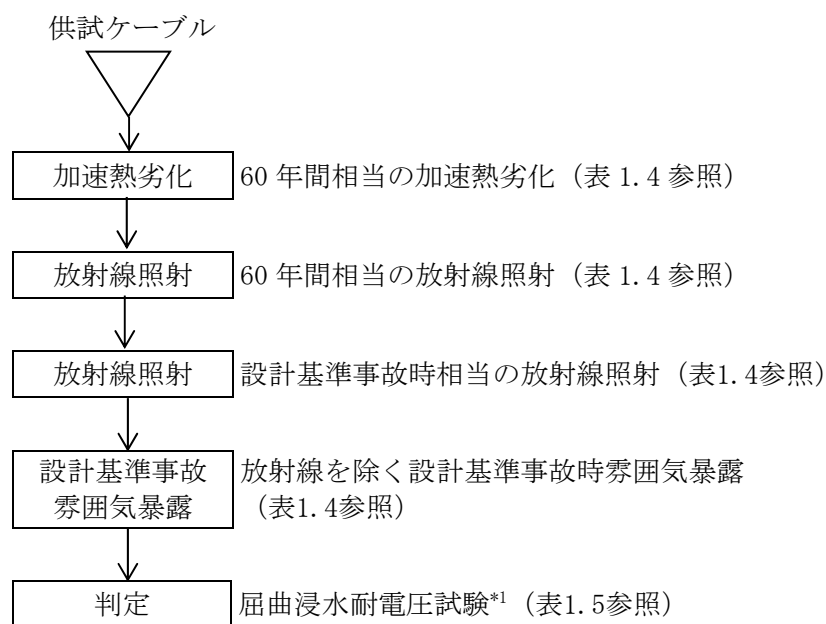 供試ケーブル
加速熱劣化 60 年間相当の加速熱劣化（表 1.4 参照）
放射線照射 60 年間相当の放射線照射（表 1.4 参照）
放射線照射 設計基準事故時相当の放射線照射（表1.4参照）
設計基準事故 放射線を除く設計基準事故時雰囲気暴露
雰囲気暴露 （表1.4参照）
判定 屈曲浸水耐電圧試験*1（表1.5参照）